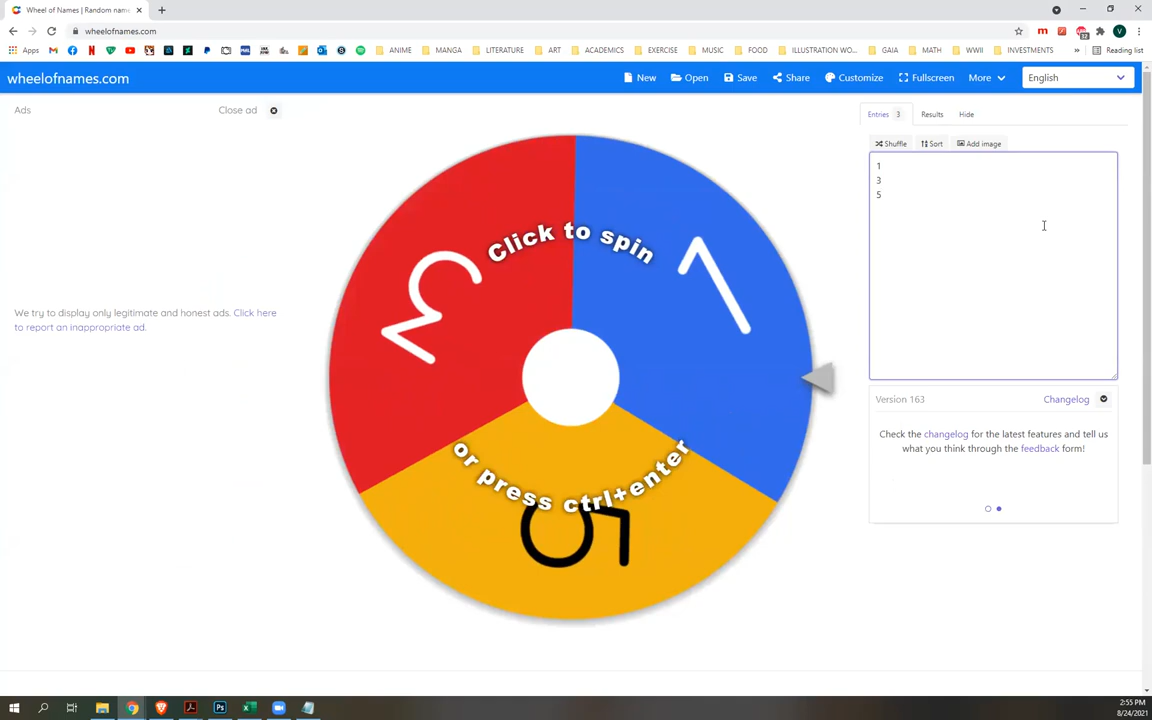 Wheel of Names | Random name
wheelofnames.com
Apps
ANIME
MANGA
LITERATURE
ART
ACADEMICS
EXERCISE
MUSIC
FOOD
ILLUSTRATION WO...
GAIA
MATH
WWII
INVESTMENTS
»
Reading list
wheelofnames.com
New
Open
Save
Share
Customize
Fullscreen
More
English
Ads
Close ad
Entries 3
Results
Hide
Shuffle
Sort
Add image
1
3
5
3
1
5
Click to spin
or press ctrl+enter
We try to display only legitimate and honest ads. Click here
to report an inappropriate ad.
Version 163
Changelog
Check the changelog for the latest features and tell us
what you think through the feedback form!
2:55 PM
8/24/2021